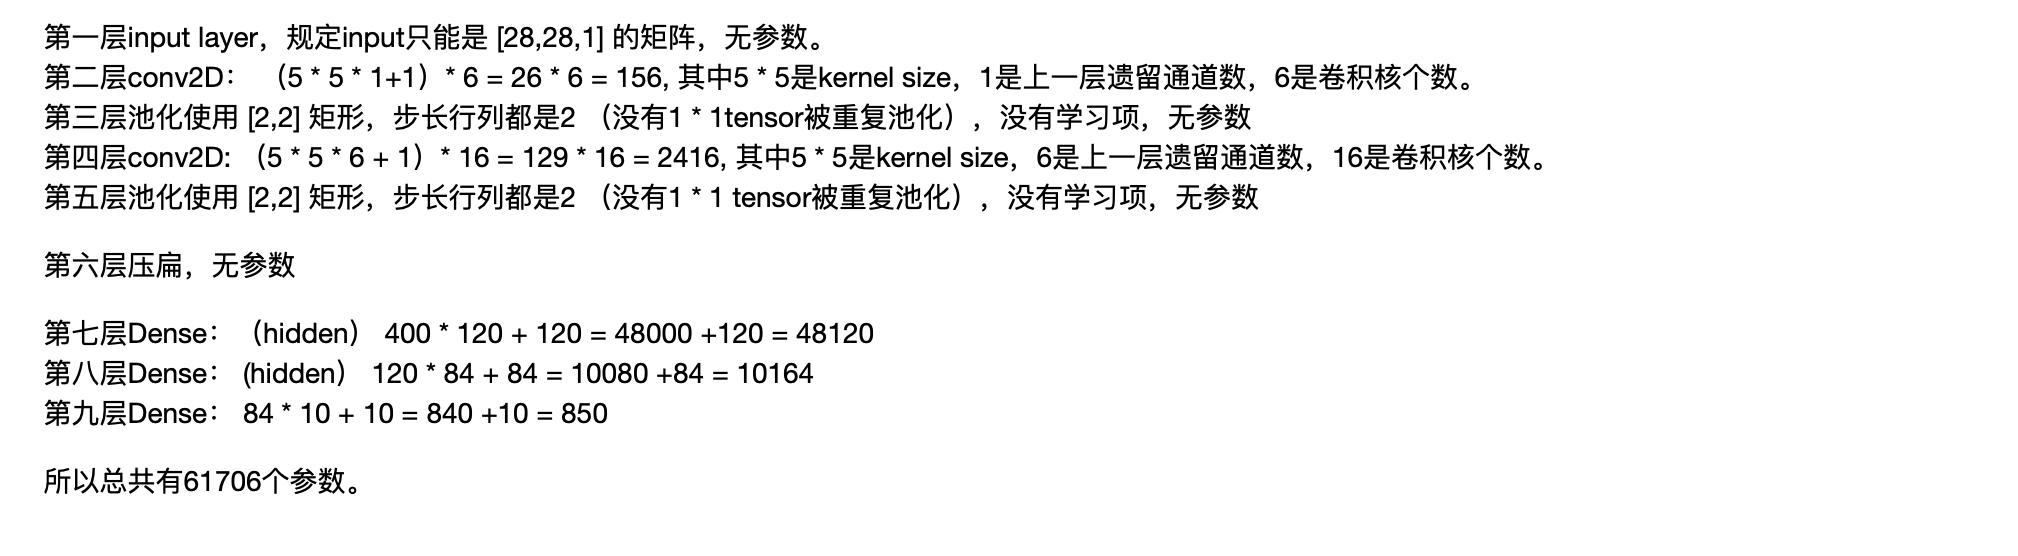 第一层input layer，规定input只能是 [28,28,1] 的矩阵，无参数。
第二层conv2D： （5 * 5 * 1+1）* 6 = 26 * 6 = 156, 其中5 * 5是kernel size，1是上一层遗留通道数，6是卷积核个数。
第三层池化使用 [2,2] 矩形，步长行列都是2 （没有1 * 1tensor被重复池化），没有学习项，无参数
第四层conv2D: （5 * 5 * 6 + 1）* 16 = 129 * 16 = 2416, 其中5 * 5是kernel size，6是上一层遗留通道数，16是卷积核个数。
第五层池化使用 [2,2] 矩形，步长行列都是2 （没有1 * 1 tensor被重复池化），没有学习项，无参数
第六层压扁，无参数
第七层Dense：（hidden） 400 * 120 + 120 = 48000 +120 = 48120
第八层Dense： (hidden） 120 * 84 + 84 = 10080 +84 = 10164
第九层Dense： 84 * 10 + 10 = 840 +10 = 850
所以总共有61706个参数。